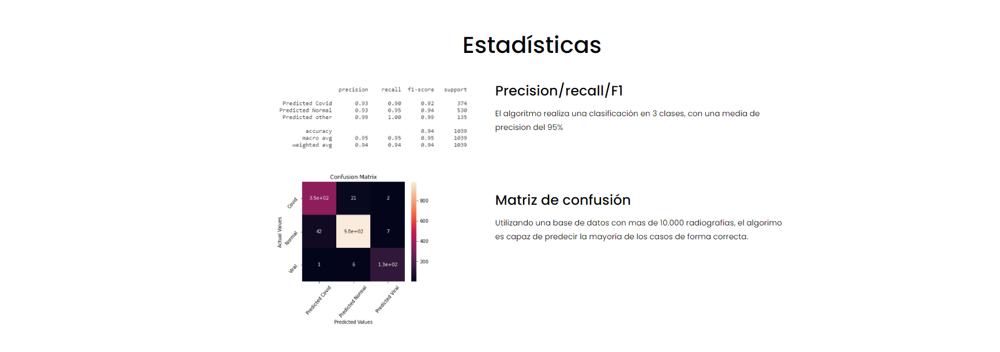 Estadísticas
precision recall f1-score support
Predicted Covid 0.93 0.90 0.92 374
Predicted Normal 0.93 0.95 0.94 530
Predicted other 0.99 1.00 0.99 135
accuracy 0.94 1039
macro avg 0.95 0.95 0.95 1039
weighted avg 0.94 0.94 0.94 1039
Precision/recall/F1
El algoritmo realiza una clasificación en 3 clases, con una media de
precision del 95%
Confusion Matrix
Actual Values
Covid 3.5e+02 21 2
Normal 42 9.8e+02 7
Viral 1 6 1.3e+02
Predicted Covid Predicted Normal Predicted Viral
Predicted Values
800
600
400
200
Matriz de confusión
Utilizando una base de datos con mas de 10.000 radiografías, el algorimo
es capaz de predecir la mayoría de los casos de forma correcta.